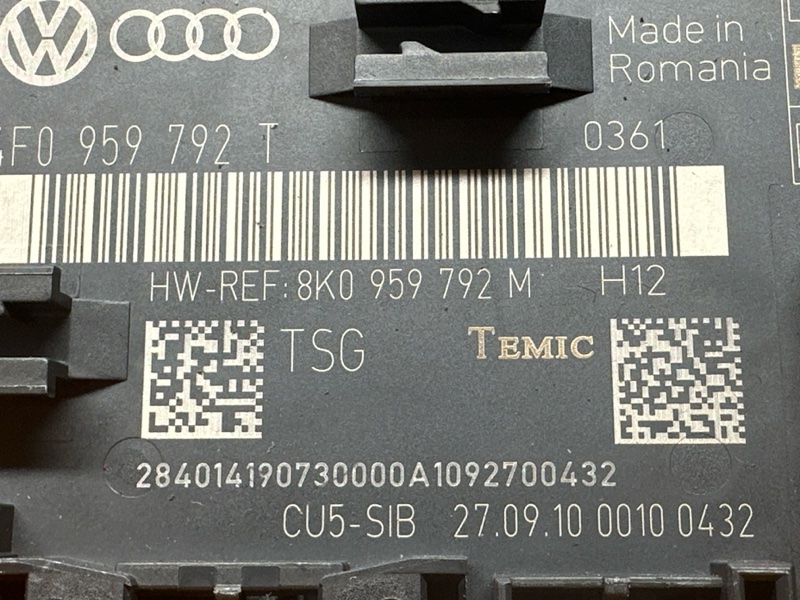 Made in
Romania
4F0 959 792 T
0361
HW-REF: 8K0 959 792 M H12
TSG TEMIC
284014190730000A1092700432
CU5-SIB 27.09.10 0010 0432